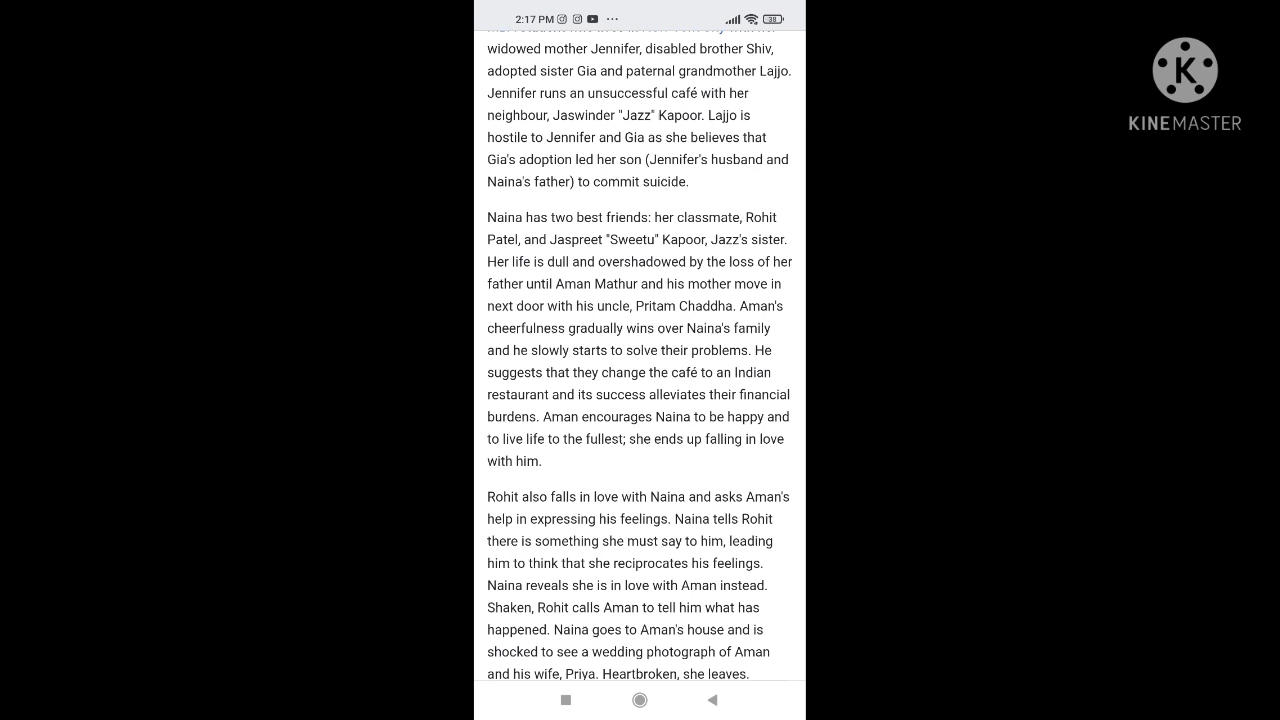 2:17 PM
38
widowed mother Jennifer, disabled brother Shiv,
adopted sister Gia and paternal grandmother Lajjo.
Jennifer runs an unsuccessful café with her
neighbour, Jaswinder "Jazz" Kapoor. Lajjo is
hostile to Jennifer and Gia as she believes that
Gia's adoption led her son (Jennifer's husband and
Naina's father) to commit suicide.
Naina has two best friends: her classmate, Rohit
Patel, and Jaspreet "Sweetu" Kapoor, Jazz's sister.
Her life is dull and overshadowed by the loss of her
father until Aman Mathur and his mother move in
next door with his uncle, Pritam Chaddha. Aman's
cheerfulness gradually wins over Naina's family
and he slowly starts to solve their problems. He
suggests that they change the café to an Indian
restaurant and its success alleviates their financial
burdens. Aman encourages Naina to be happy and
to live life to the fullest; she ends up falling in love
with him.
Rohit also falls in love with Naina and asks Aman's
help in expressing his feelings. Naina tells Rohit
there is something she must say to him, leading
him to think that she reciprocates his feelings.
Naina reveals she is in love with Aman instead.
Shaken, Rohit calls Aman to tell him what has
happened. Naina goes to Aman's house and is
shocked to see a wedding photograph of Aman
and his wife, Priya. Heartbroken, she leaves.
K
KINEMASTER